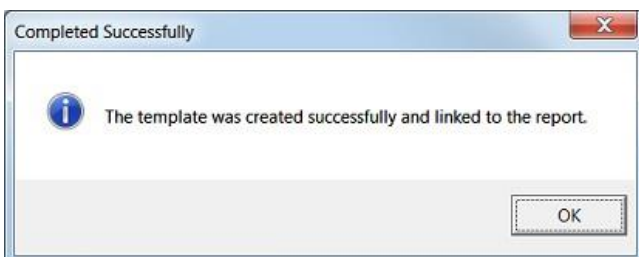 Completed Successfully
The template was created successfully and linked to the report.
OK